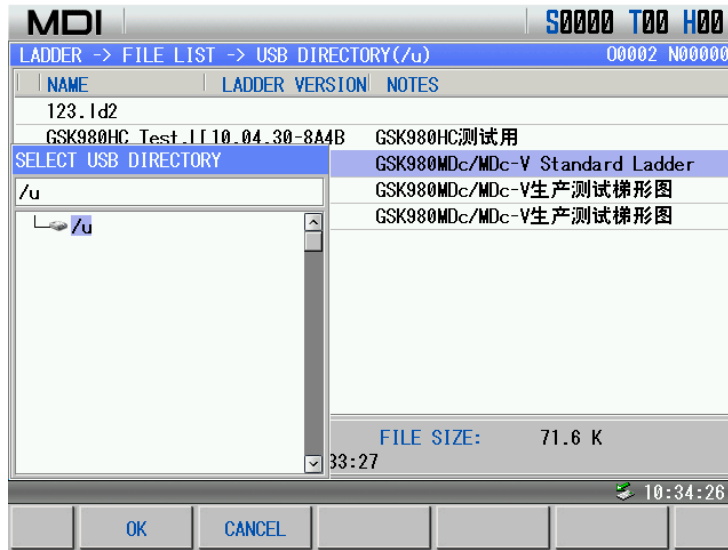 MDI S0000 T00 H00
LADDER -> FILE LIST -> USB DIRECTORY(/u) O0002 N00000
NAME LADDER VERSION NOTES
123.ld2
GSK980HC Test.l[10.04.30-8A4B GSK980HC测试用
SELECT USB DIRECTORY
GSK980MDc/MDc-V Standard Ladder
/u
GSK980MDc/MDc-V生产测试梯形图
/u
GSK980MDc/MDc-V生产测试梯形图
FILE SIZE: 71.6 K
33:27
10:34:26
OK CANCEL